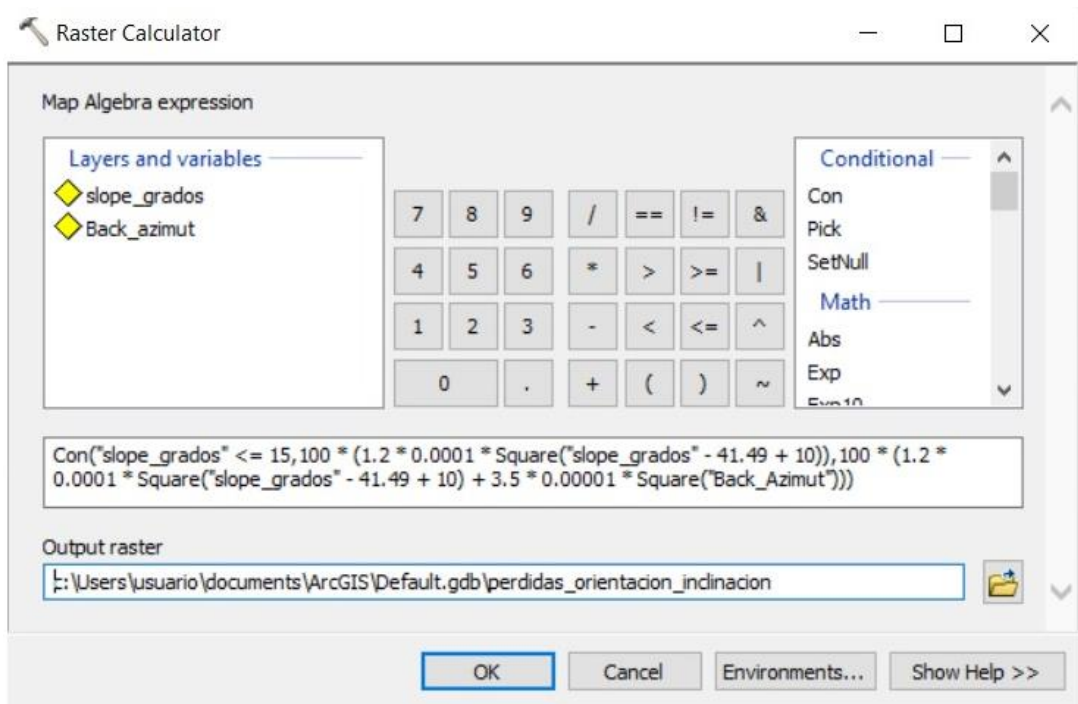 Raster Calculator
Map Algebra expression
Layers and variables
slope_grados
Back_azimut
7 8 9 / == != &
4 5 6 * > >= |
1 2 3 - < <= ^
0 . + ( ) ~
Conditional
Con
Pick
SetNull
Math
Abs
Exp
Exp10
Con("slope_grados" <= 15,100 * (1.2 * 0.0001 * Square("slope_grados" - 41.49 + 10)),100 * (1.2 *
0.0001 * Square("slope_grados" - 41.49 + 10) + 3.5 * 0.00001 * Square("Back_Azimut")))
Output raster
:\Users\usuario\documents\ArcGIS\Default.gdb\perdidas_orientacion_inclinacion
OK Cancel Environments... Show Help >>